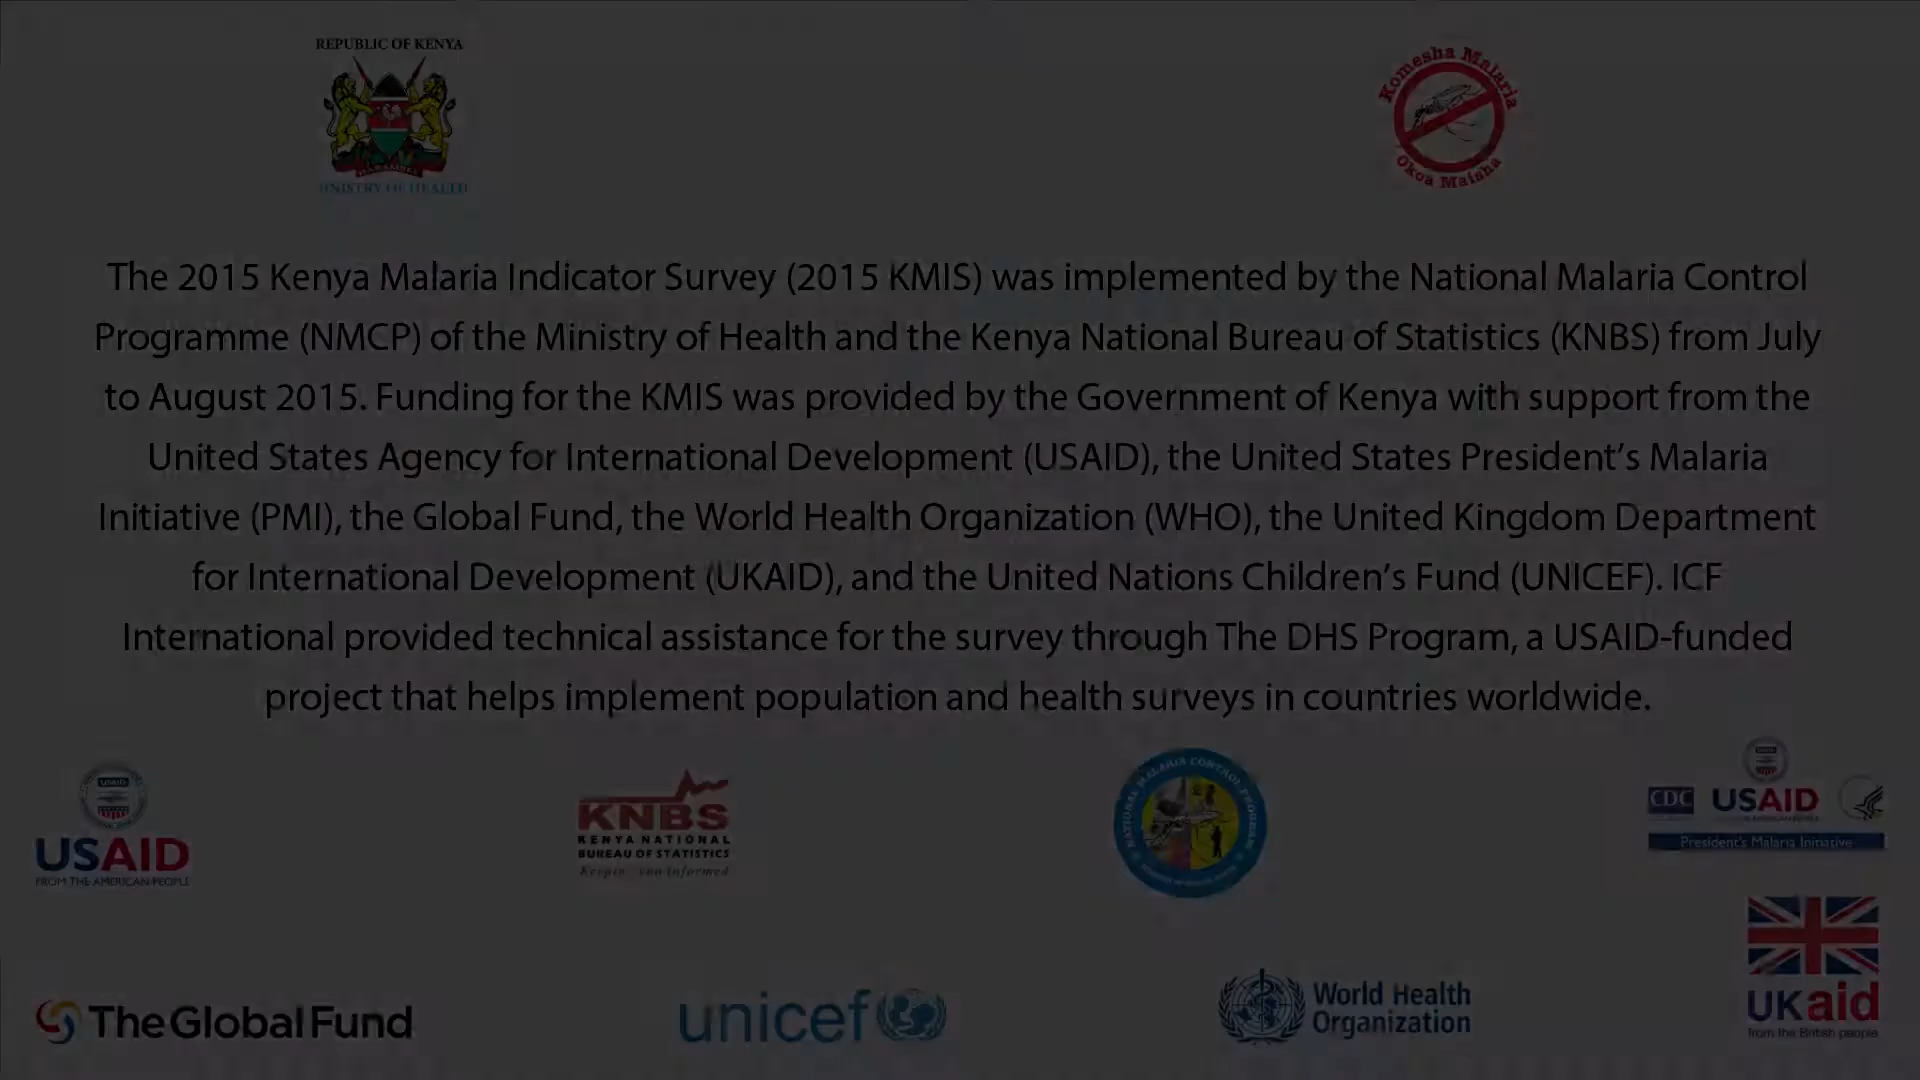 REPUBLIC OF KENYA
MINISTRY OF HEALTH
Komesha Malaria
Okoa Maisha
The 2015 Kenya Malaria Indicator Survey (2015 KMIS) was implemented by the National Malaria Control
Programme (NMCP) of the Ministry of Health and the Kenya National Bureau of Statistics (KNBS) from July
to August 2015. Funding for the KMIS was provided by the Government of Kenya with support from the
United States Agency for International Development (USAID), the United States President's Malaria
Initiative (PMI), the Global Fund, the World Health Organization (WHO), the United Kingdom Department
for International Development (UKAID), and the United Nations Children's Fund (UNICEF). ICF
International provided technical assistance for the survey through The DHS Program, a USAID-funded
project that helps implement population and health surveys in countries worldwide.
USAID
USAID
FROM THE AMERICAN PEOPLE
KNBS
KENYA NATIONAL
BUREAU OF STATISTICS
Keeping you informed
NATIONAL MALARIA CONTROL PROGRAMME
CDC
USAID
President's Malaria Initiative
The Global Fund
unicef
World Health
Organization
UKaid
from the British people